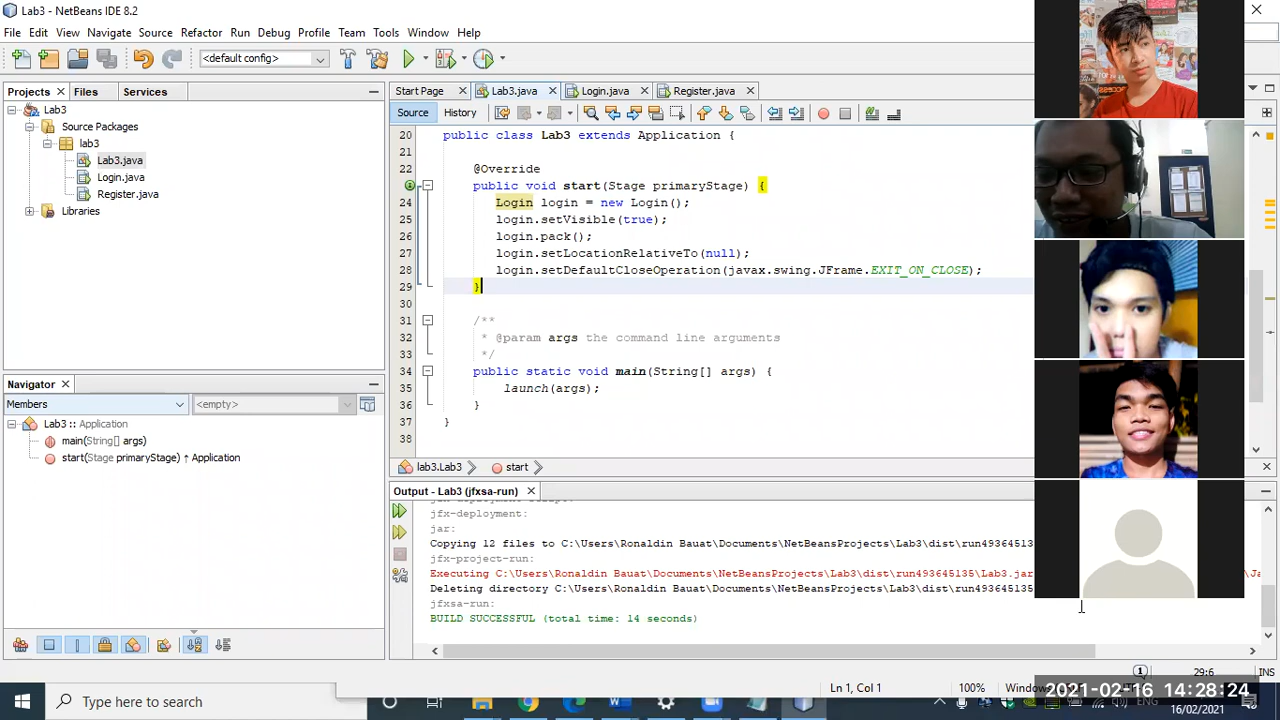 Lab3 - NetBeans IDE 8.2
File Edit View Navigate Source Refactor Run Debug Profile Team Tools Window Help
<default config>
Projects Files Services
Start Page Lab3.java Login.java Register.java
Source History
Lab3
Source Packages
lab3
Lab3.java
Login.java
Register.java
Libraries
20 public class Lab3 extends Application {
21
22 @Override
public void start(Stage primaryStage) {
24 Login login = new Login();
25 login.setVisible(true);
26 login.pack();
27 login.setLocationRelativeTo(null);
28 login.setDefaultCloseOperation(javax.swing.JFrame.EXIT_ON_CLOSE);
29 }
30
31 /**
32 * @param args the command line arguments
33 */
34 public static void main(String[] args) {
35 launch(args);
36 }
37 }
38
Navigator
Members <empty>
Lab3 :: Application
main(String[] args)
start(Stage primaryStage) ↑ Application
lab3.Lab3 start
Output - Lab3 (jfxsa-run)
jfx-deployment:
jar:
Copying 12 files to C:\Users\Ronaldin Bauat\Documents\NetBeansProjects\Lab3\dist\run493645135
jfx-project-run:
Executing C:\Users\Ronaldin Bauat\Documents\NetBeansProjects\Lab3\dist\run493645135\Lab3.jar
Deleting directory C:\Users\Ronaldin Bauat\Documents\NetBeansProjects\Lab3\dist\run493645135
jfxsa-run:
BUILD SUCCESSFUL (total time: 14 seconds)
1 29:6 INS
Ln 1, Col 1 100% Windows
2021-02-16 14:28:24
Type here to search
ENG
16/02/2021